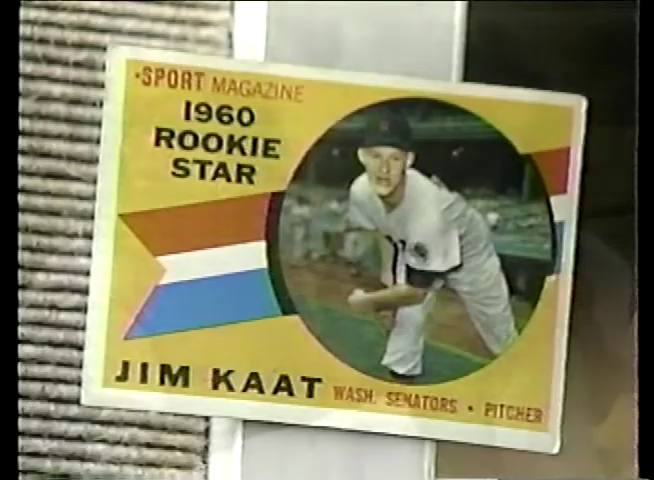 •SPORT MAGAZINE
1960
ROOKIE
STAR
JIM KAAT WASH. SENATORS • PITCHER